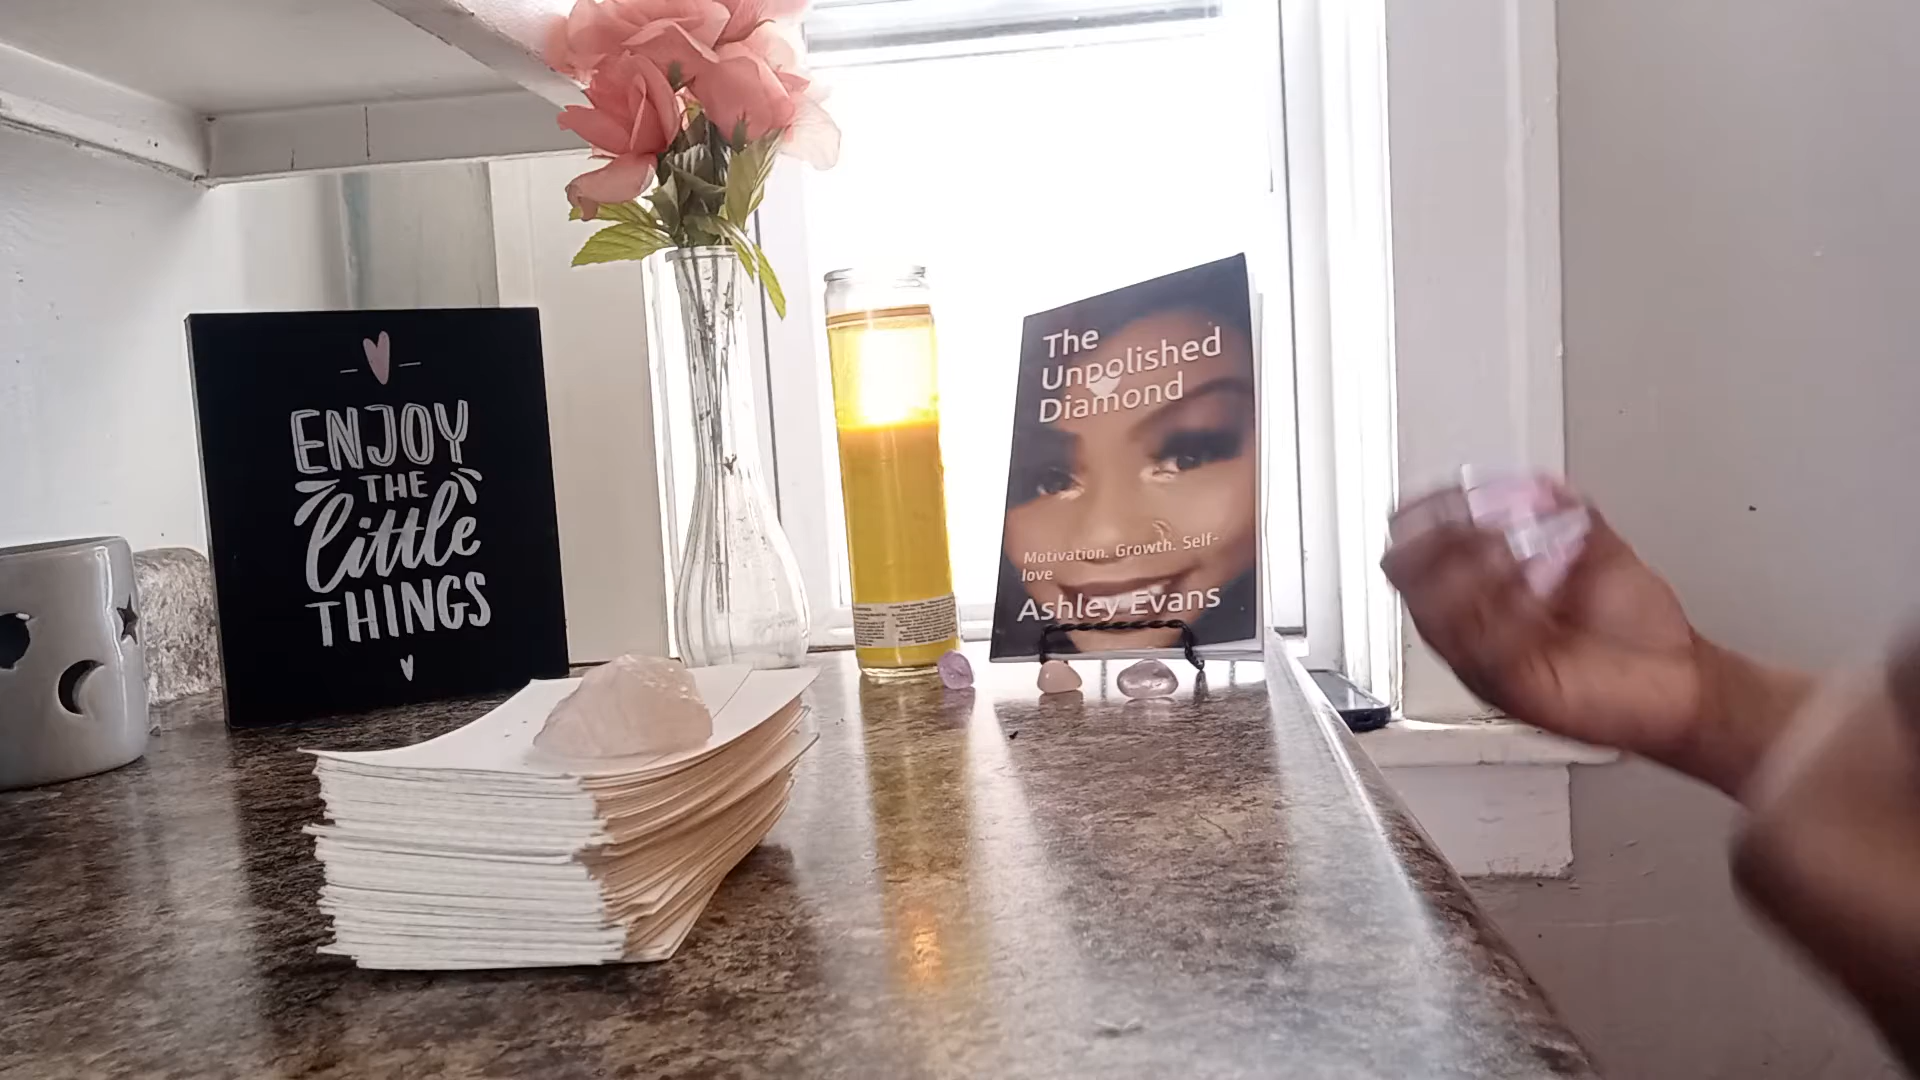 ENJOY
THE
little
THINGS
The
Unpolished
Diamond
Motivation. Growth. Self-
love
Ashley Evans